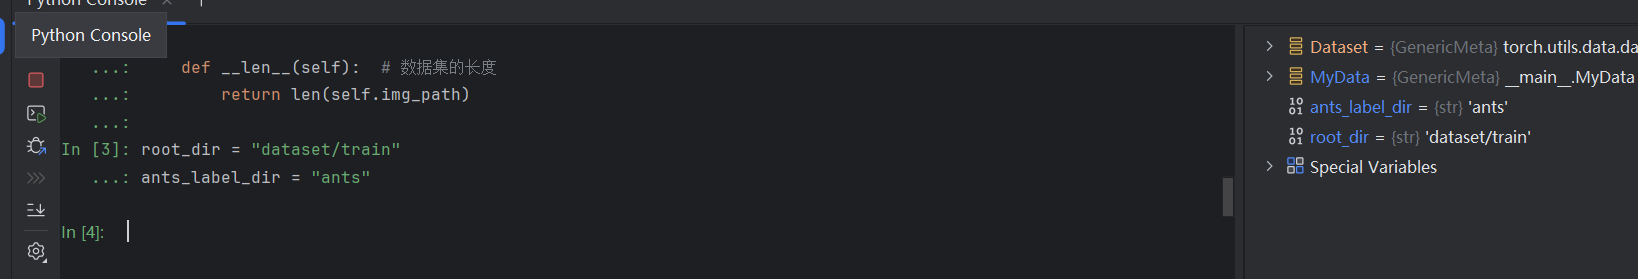 Python Console ×
Python Console
...:     def __len__(self):  # 数据集的长度
...:         return len(self.img_path)
...:
In [3]: root_dir = "dataset/train"
...: ants_label_dir = "ants"
In [4]:
Dataset = {GenericMeta} torch.utils.data.da
MyData = {GenericMeta} __main__.MyData
ants_label_dir = {str} 'ants'
root_dir = {str} 'dataset/train'
Special Variables